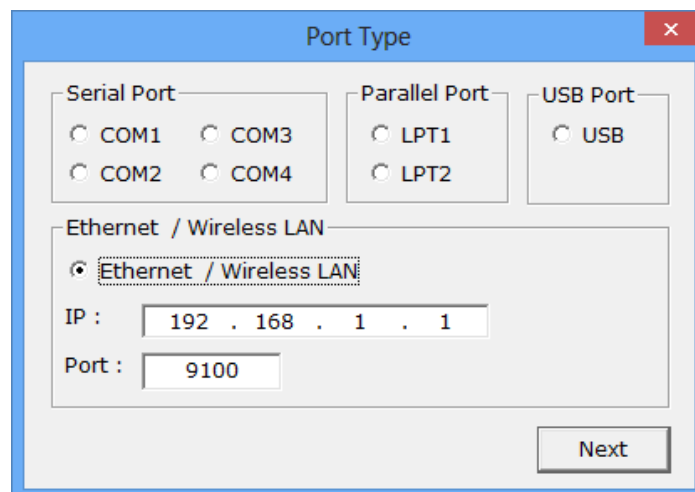 Port Type
Serial Port
COM1 COM3
COM2 COM4
Parallel Port
LPT1
LPT2
USB Port
USB
Ethernet / Wireless LAN
Ethernet / Wireless LAN
IP : 192 . 168 . 1 . 1
Port : 9100
Next